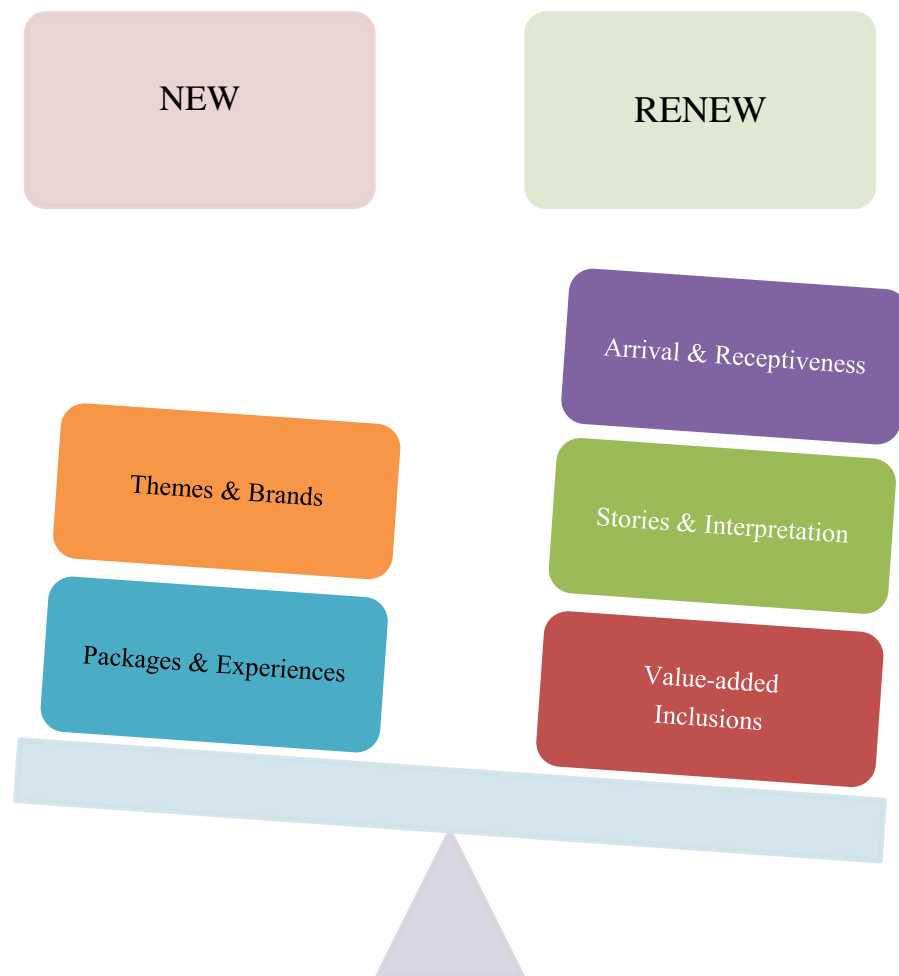 NEW
RENEW
Arrival & Receptiveness
Themes & Brands
Stories & Interpretation
Packages & Experiences
Value-added
Inclusions